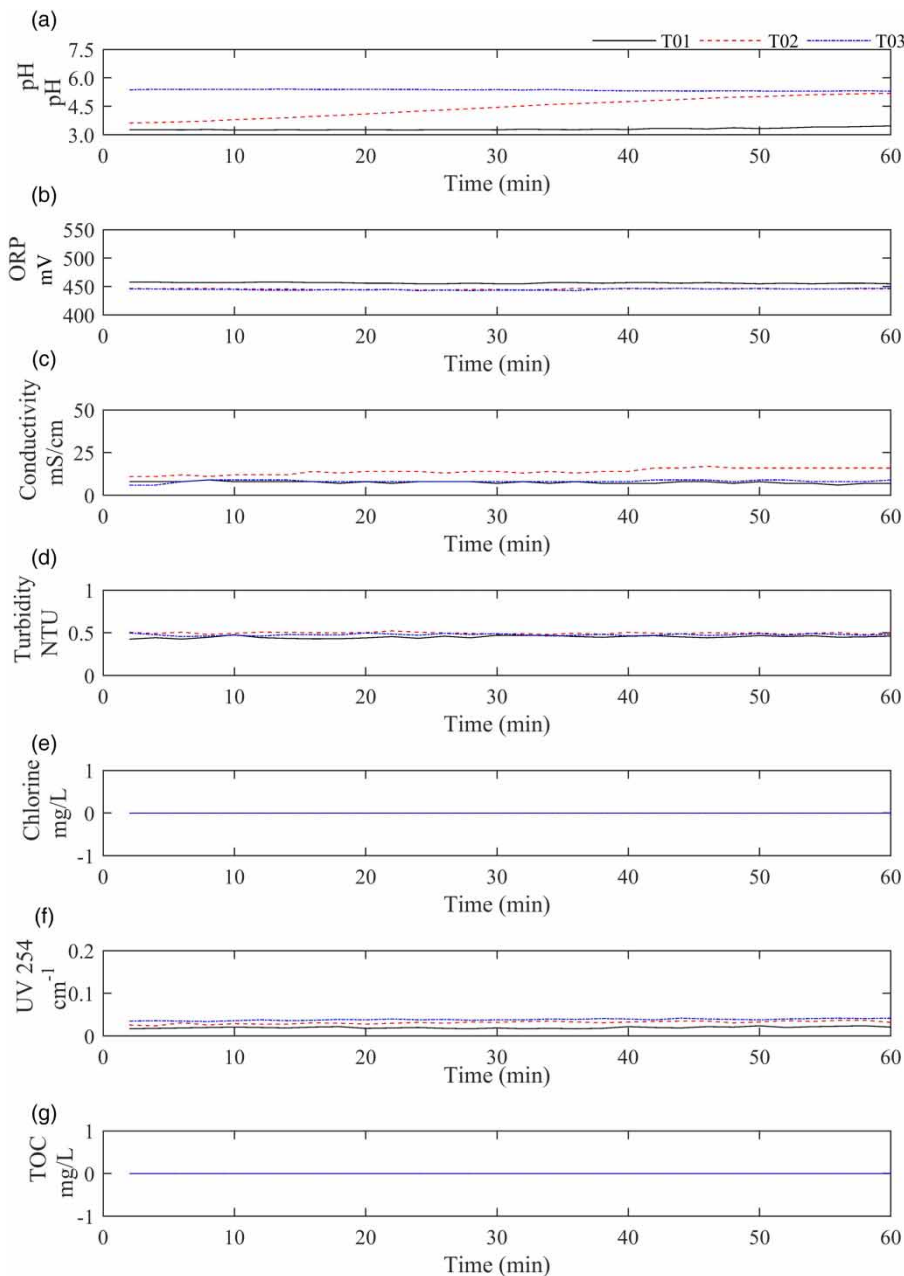 (a)
T01 T02 T03
7.5
6.0
4.5
3.0
pH
pH
0 10 20 30 40 50 60
Time (min)
(b)
550
500
450
400
ORP
mV
0 10 20 30 40 50 60
Time (min)
(c)
50
25
0
Conductivity
mS/cm
0 10 20 30 40 50 60
Time (min)
(d)
1
0.5
0
Turbidity
NTU
0 10 20 30 40 50 60
Time (min)
(e)
1
0
-1
Chlorine
mg/L
0 10 20 30 40 50 60
Time (min)
(f)
0.2
0.1
0
UV 254
cm-1
0 10 20 30 40 50 60
Time (min)
(g)
1
0
-1
TOC
mg/L
0 10 20 30 40 50 60
Time (min)